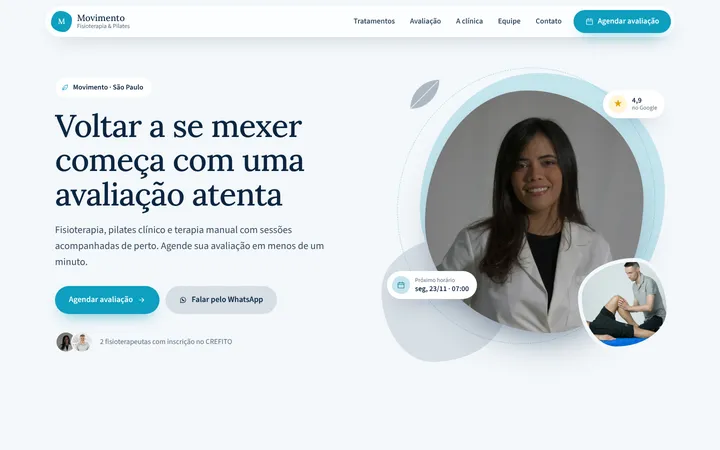 M
Movimento
Fisioterapia & Pilates
Tratamentos
Avaliação
A clínica
Equipe
Contato
Agendar avaliação
Movimento · São Paulo
Voltar a se mexer
começa com uma
avaliação atenta
Fisioterapia, pilates clínico e terapia manual com sessões
acompanhadas de perto. Agende sua avaliação em menos de um
minuto.
Agendar avaliação →
Falar pelo WhatsApp
2 fisioterapeutas com inscrição no CREFITO
4,9
no Google
Próximo horário
seg, 23/11 · 07:00